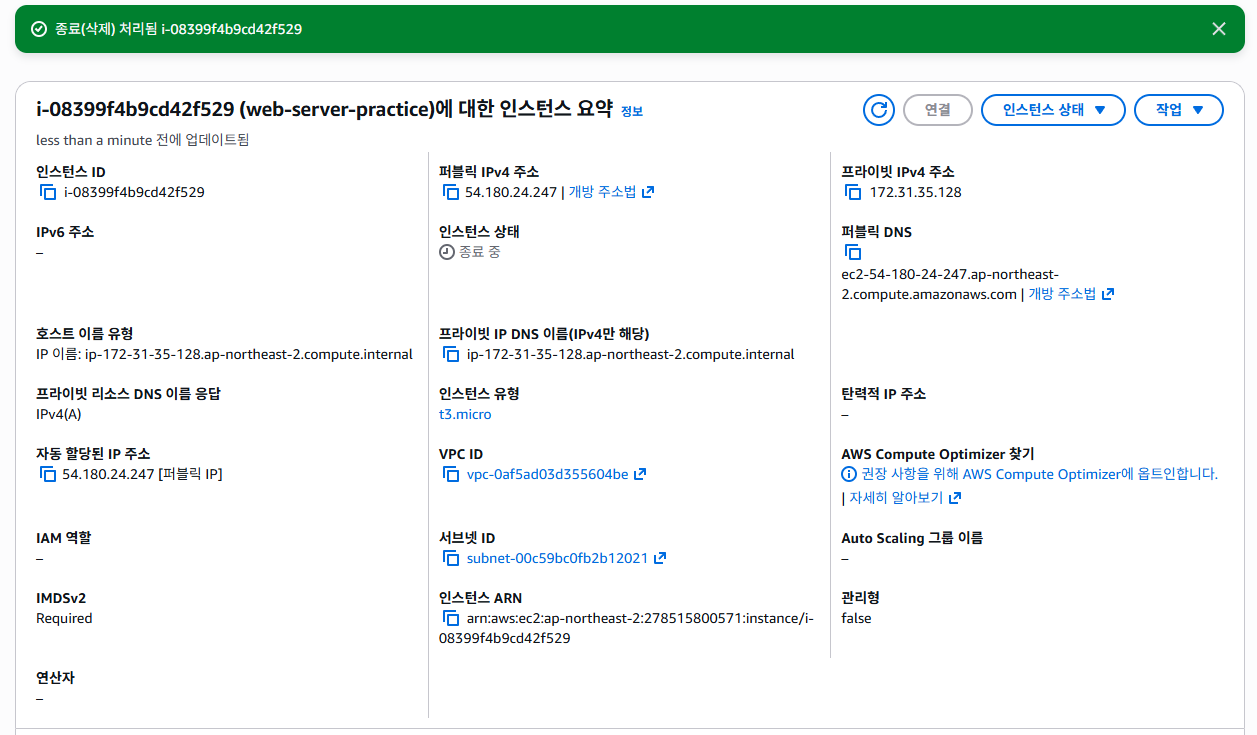 종료(삭제) 처리됨 i-08399f4b9cd42f529
i-08399f4b9cd42f529 (web-server-practice)에 대한 인스턴스 요약 정보
연결
인스턴스 상태
작업
less than a minute 전에 업데이트됨
인스턴스 ID
i-08399f4b9cd42f529
퍼블릭 IPv4 주소
54.180.24.247 | 개방 주소법
프라이빗 IPv4 주소
172.31.35.128
IPv6 주소
–
인스턴스 상태
종료 중
퍼블릭 DNS
ec2-54-180-24-247.ap-northeast-
2.compute.amazonaws.com | 개방 주소법
호스트 이름 유형
IP 이름: ip-172-31-35-128.ap-northeast-2.compute.internal
프라이빗 IP DNS 이름(IPv4만 해당)
ip-172-31-35-128.ap-northeast-2.compute.internal
프라이빗 리소스 DNS 이름 응답
IPv4(A)
인스턴스 유형
t3.micro
탄력적 IP 주소
–
자동 할당된 IP 주소
54.180.24.247 [퍼블릭 IP]
VPC ID
vpc-0af5ad03d355604be
AWS Compute Optimizer 찾기
권장 사항을 위해 AWS Compute Optimizer에 옵트인합니다.
| 자세히 알아보기
IAM 역할
–
서브넷 ID
subnet-00c59bc0fb2b12021
Auto Scaling 그룹 이름
–
IMDSv2
Required
인스턴스 ARN
arn:aws:ec2:ap-northeast-2:278515800571:instance/i-
08399f4b9cd42f529
관리형
false
연산자
–